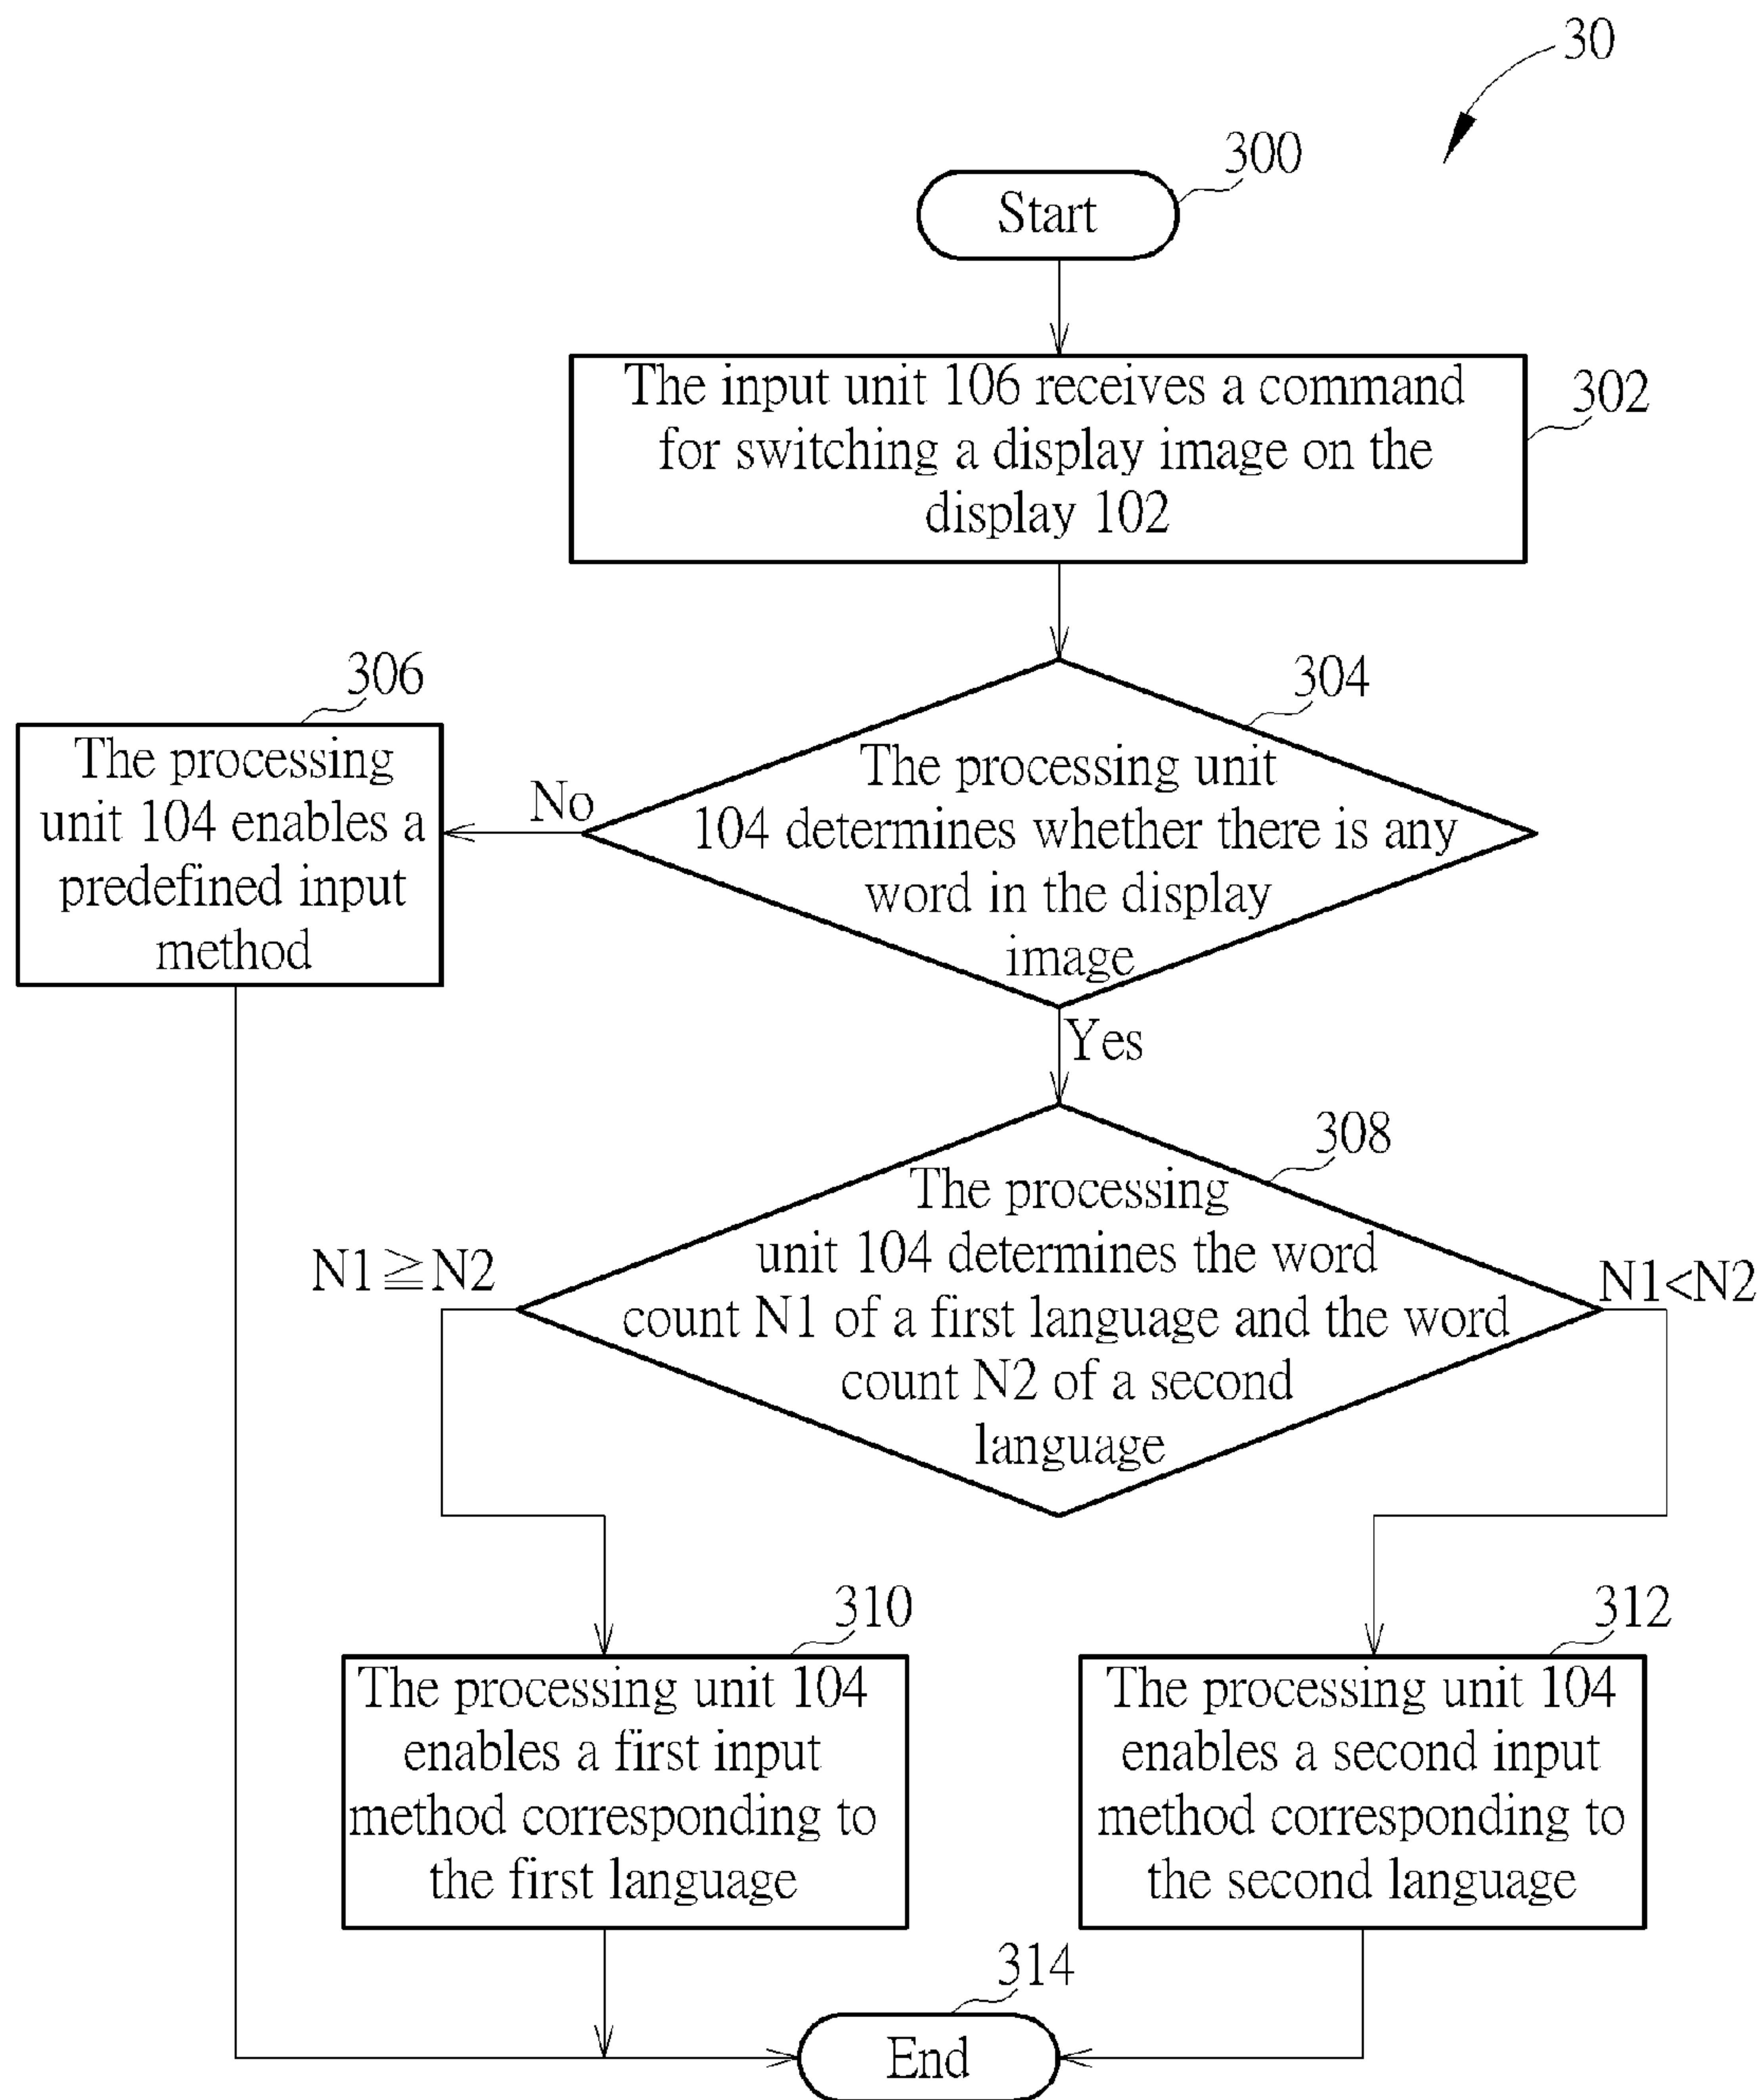 30
300
Start
302
The input unit 106 receives a command
for switching a display image on the
display 102
304
The processing unit
104 determines whether there is any
word in the display
image
No
306
The processing
unit 104 enables a
predefined input
method
Yes
308
The processing
unit 104 determines the word
count N1 of a first language and the word
count N2 of a second
language
N1≧N2
N1<N2
310
The processing unit 104
enables a first input
method corresponding to
the first language
312
The processing unit 104
enables a second input
method corresponding to
the second language
314
End